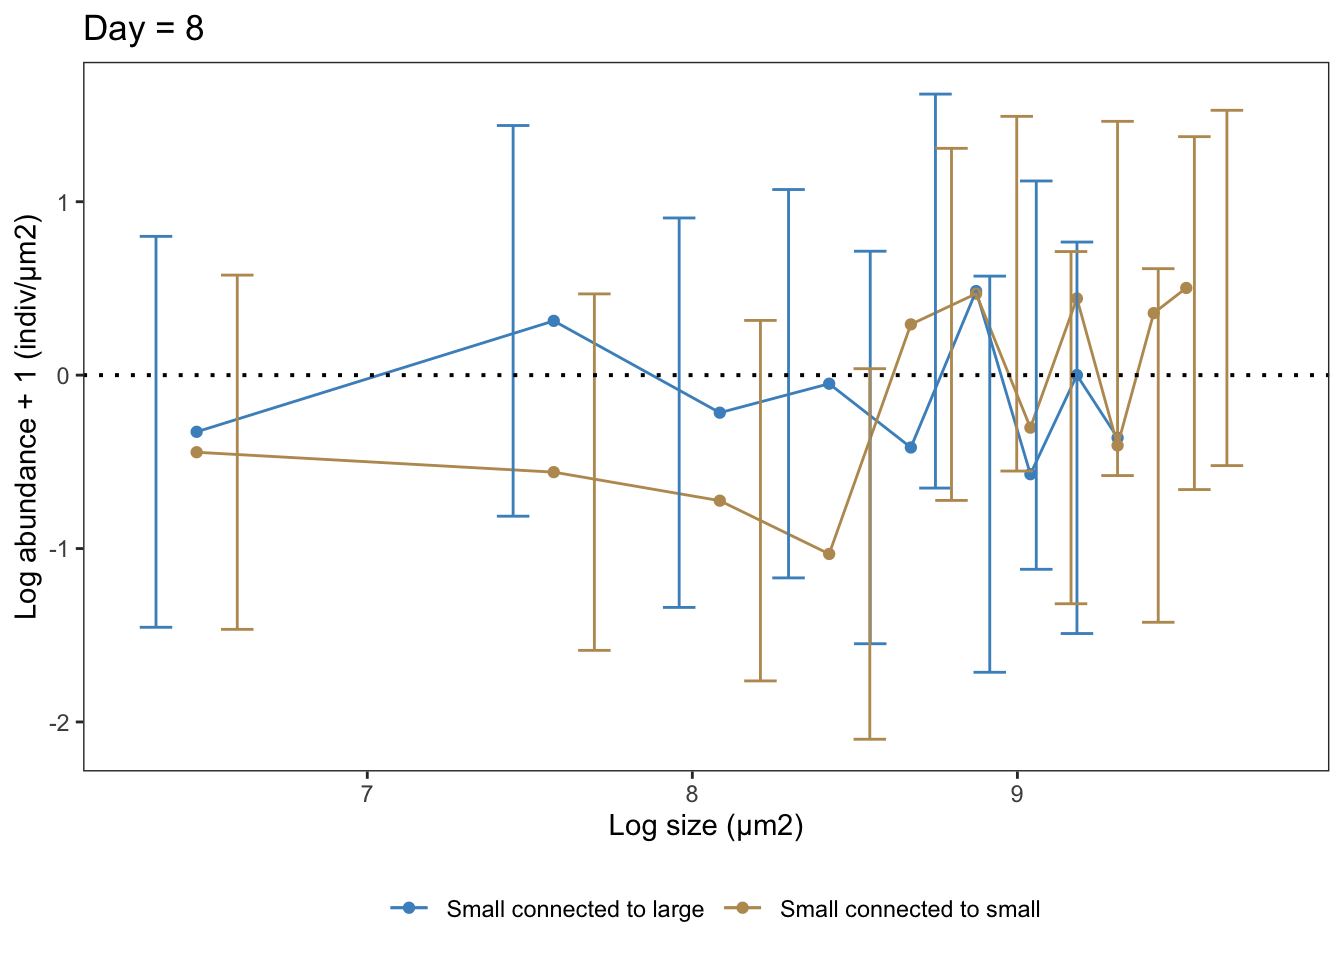 Day = 8
Log abundance + 1 (indiv/µm2)
1
0
-1
-2
7 8 9
Log size (µm2)
Small connected to large Small connected to small